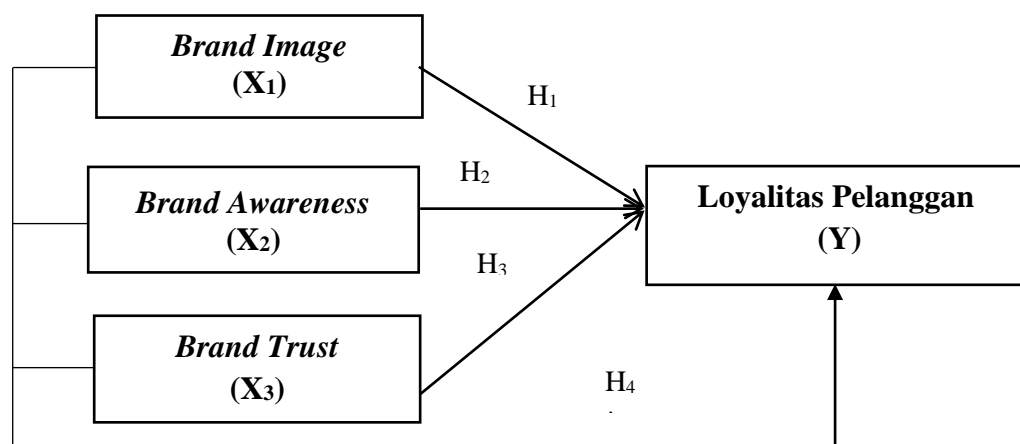 Brand Image
(X₁)
H₁
Brand Awareness
(X₂)
H₂
Loyalitas Pelanggan
(Y)
H₃
Brand Trust
(X₃)
H₄